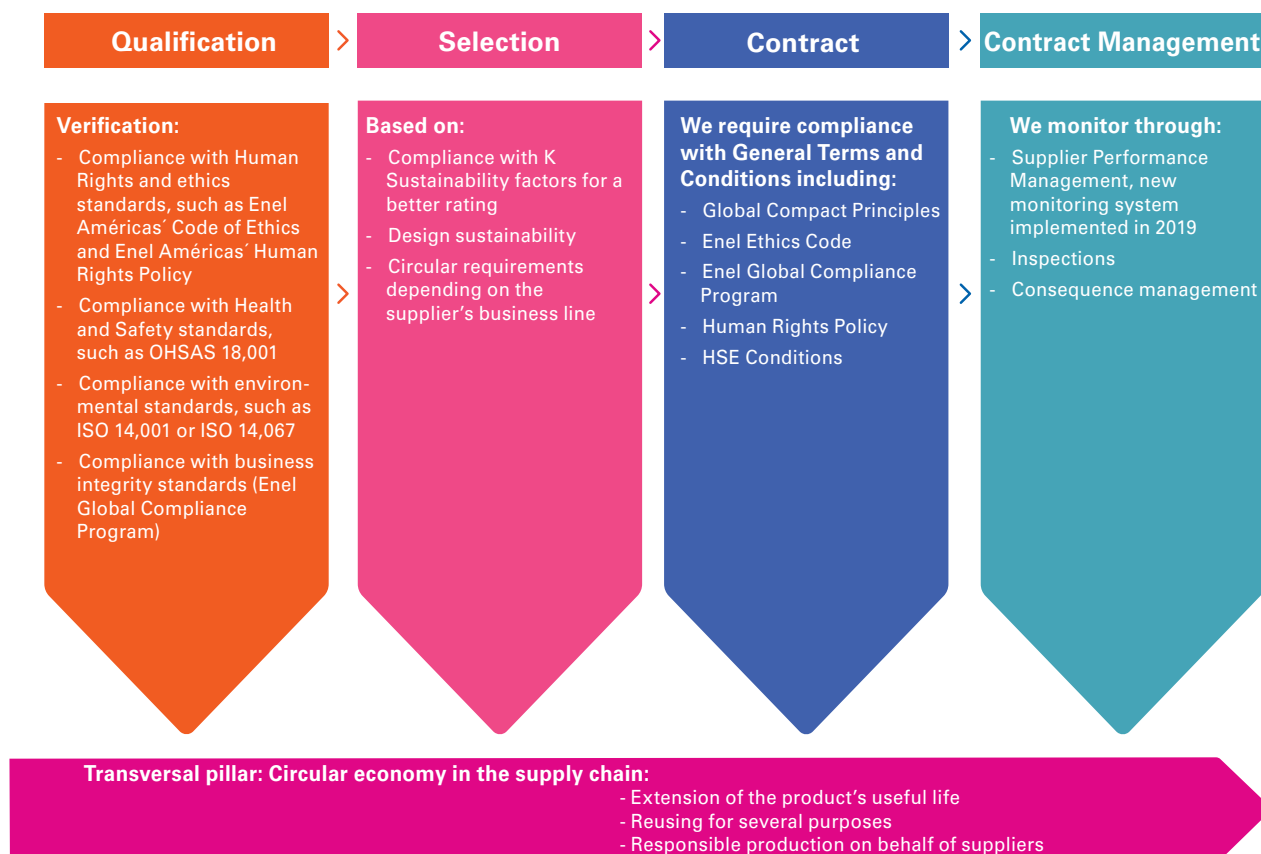 Qualification
>
Selection
>
Contract
>
Contract Management
Verification:
- Compliance with Human
Rights and ethics
standards, such as Enel
Américas´ Code of Ethics
and Enel Américas´ Human
Rights Policy
- Compliance with Health
and Safety standards,
such as OHSAS 18,001
- Compliance with environ-
mental standards, such as
ISO 14,001 or ISO 14,067
- Compliance with business
integrity standards (Enel
Global Compliance
Program)
>
Based on:
- Compliance with K
Sustainability factors for a
better rating
- Design sustainability
- Circular requirements
depending on the
supplier’s business line
>
We require compliance
with General Terms and
Conditions including:
- Global Compact Principles
- Enel Ethics Code
- Enel Global Compliance
Program
- Human Rights Policy
- HSE Conditions
>
We monitor through:
- Supplier Performance
Management, new
monitoring system
implemented in 2019
- Inspections
- Consequence management
Transversal pillar: Circular economy in the supply chain:
- Extension of the product’s useful life
- Reusing for several purposes
- Responsible production on behalf of suppliers